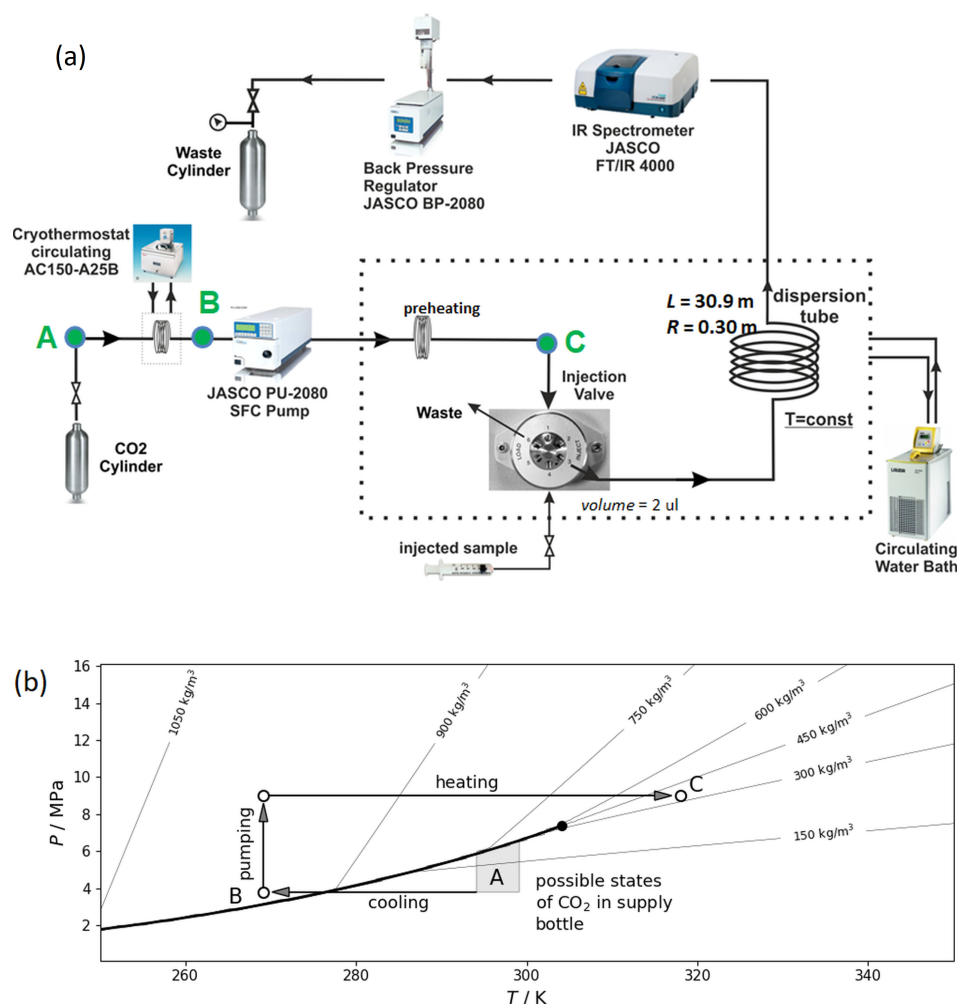 (a)
IR Spectrometer
JASCO
FT/IR 4000
Back Pressure
Regulator
JASCO BP-2080
Waste
Cylinder
Cryothermostat
circulating
AC150-A25B
A
B
JASCO PU-2080
SFC Pump
CO2
Cylinder
preheating
C
Injection
Valve
Waste
LOAD
INJECT
volume = 2 ul
injected sample
L = 30.9 m
R = 0.30 m
dispersion
tube
T=const
Circulating
Water Bath
(b)
P / MPa
16
14
12
10
8
6
4
2
1050 kg/m³
900 kg/m³
750 kg/m³
600 kg/m³
450 kg/m³
300 kg/m³
150 kg/m³
heating
C
pumping
B
cooling
A
possible states
of CO₂ in supply
bottle
260
280
300
320
340
T / K